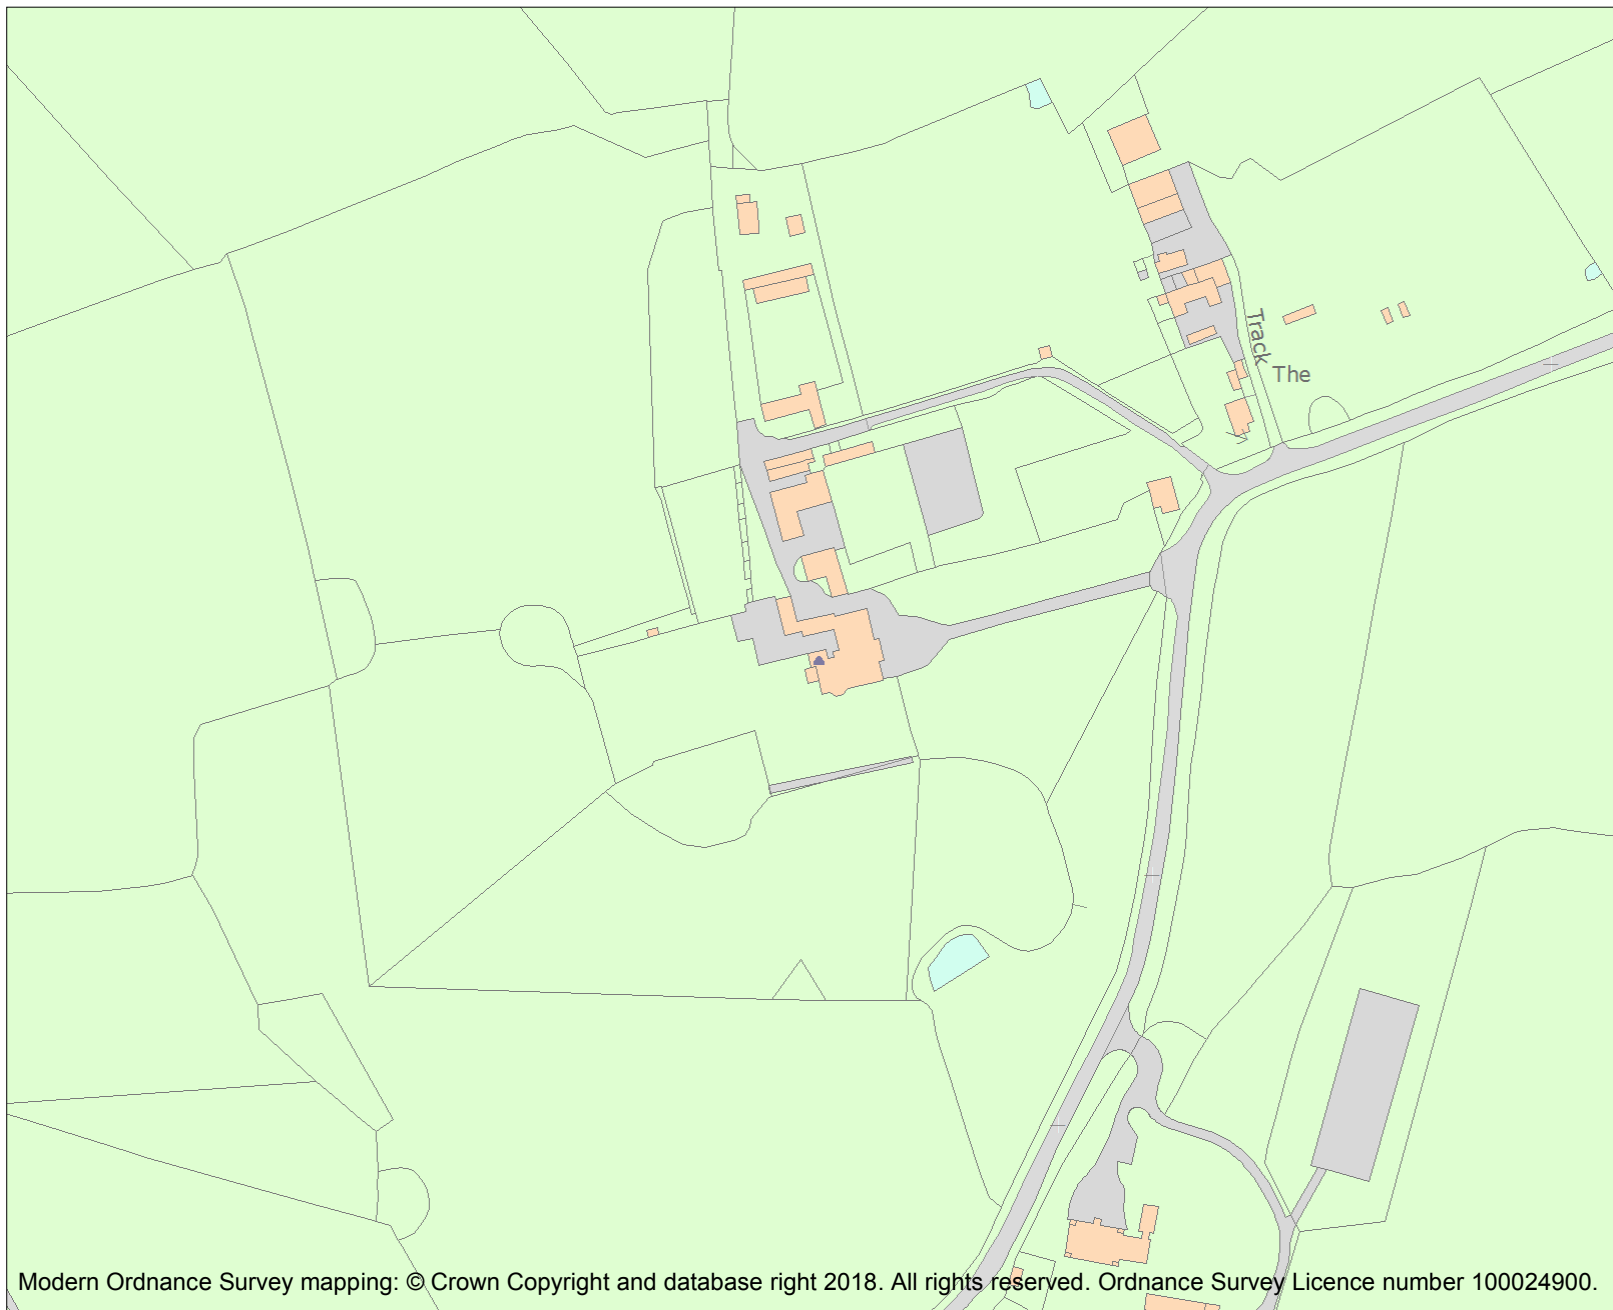 Track
The
Modern Ordnance Survey mapping: © Crown Copyright and database right 2018. All rights reserved. Ordnance Survey Licence number 100024900.